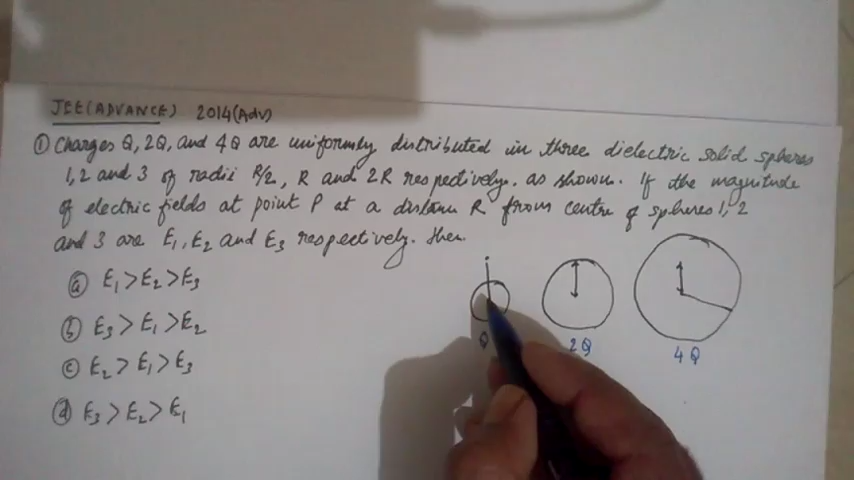 JEE(ADVANCE) 2014(Adv)
① Charges Q, 2Q, and 4Q are uniformly distributed in three dielectric solid spheres
1,2 and 3 of radii R/2, R and 2R respectively. as shown. If the magnitude
of electric fields at point P at a distance R from centre of spheres 1, 2
and 3 are E₁, E₂ and E₃ respectively. then.
ⓐ E₁ > E₂ > E₃
ⓑ E₃ > E₁ > E₂
ⓒ E₂ > E₁ > E₃
ⓓ E₃ > E₂ > E₁
Q 2Q 4Q